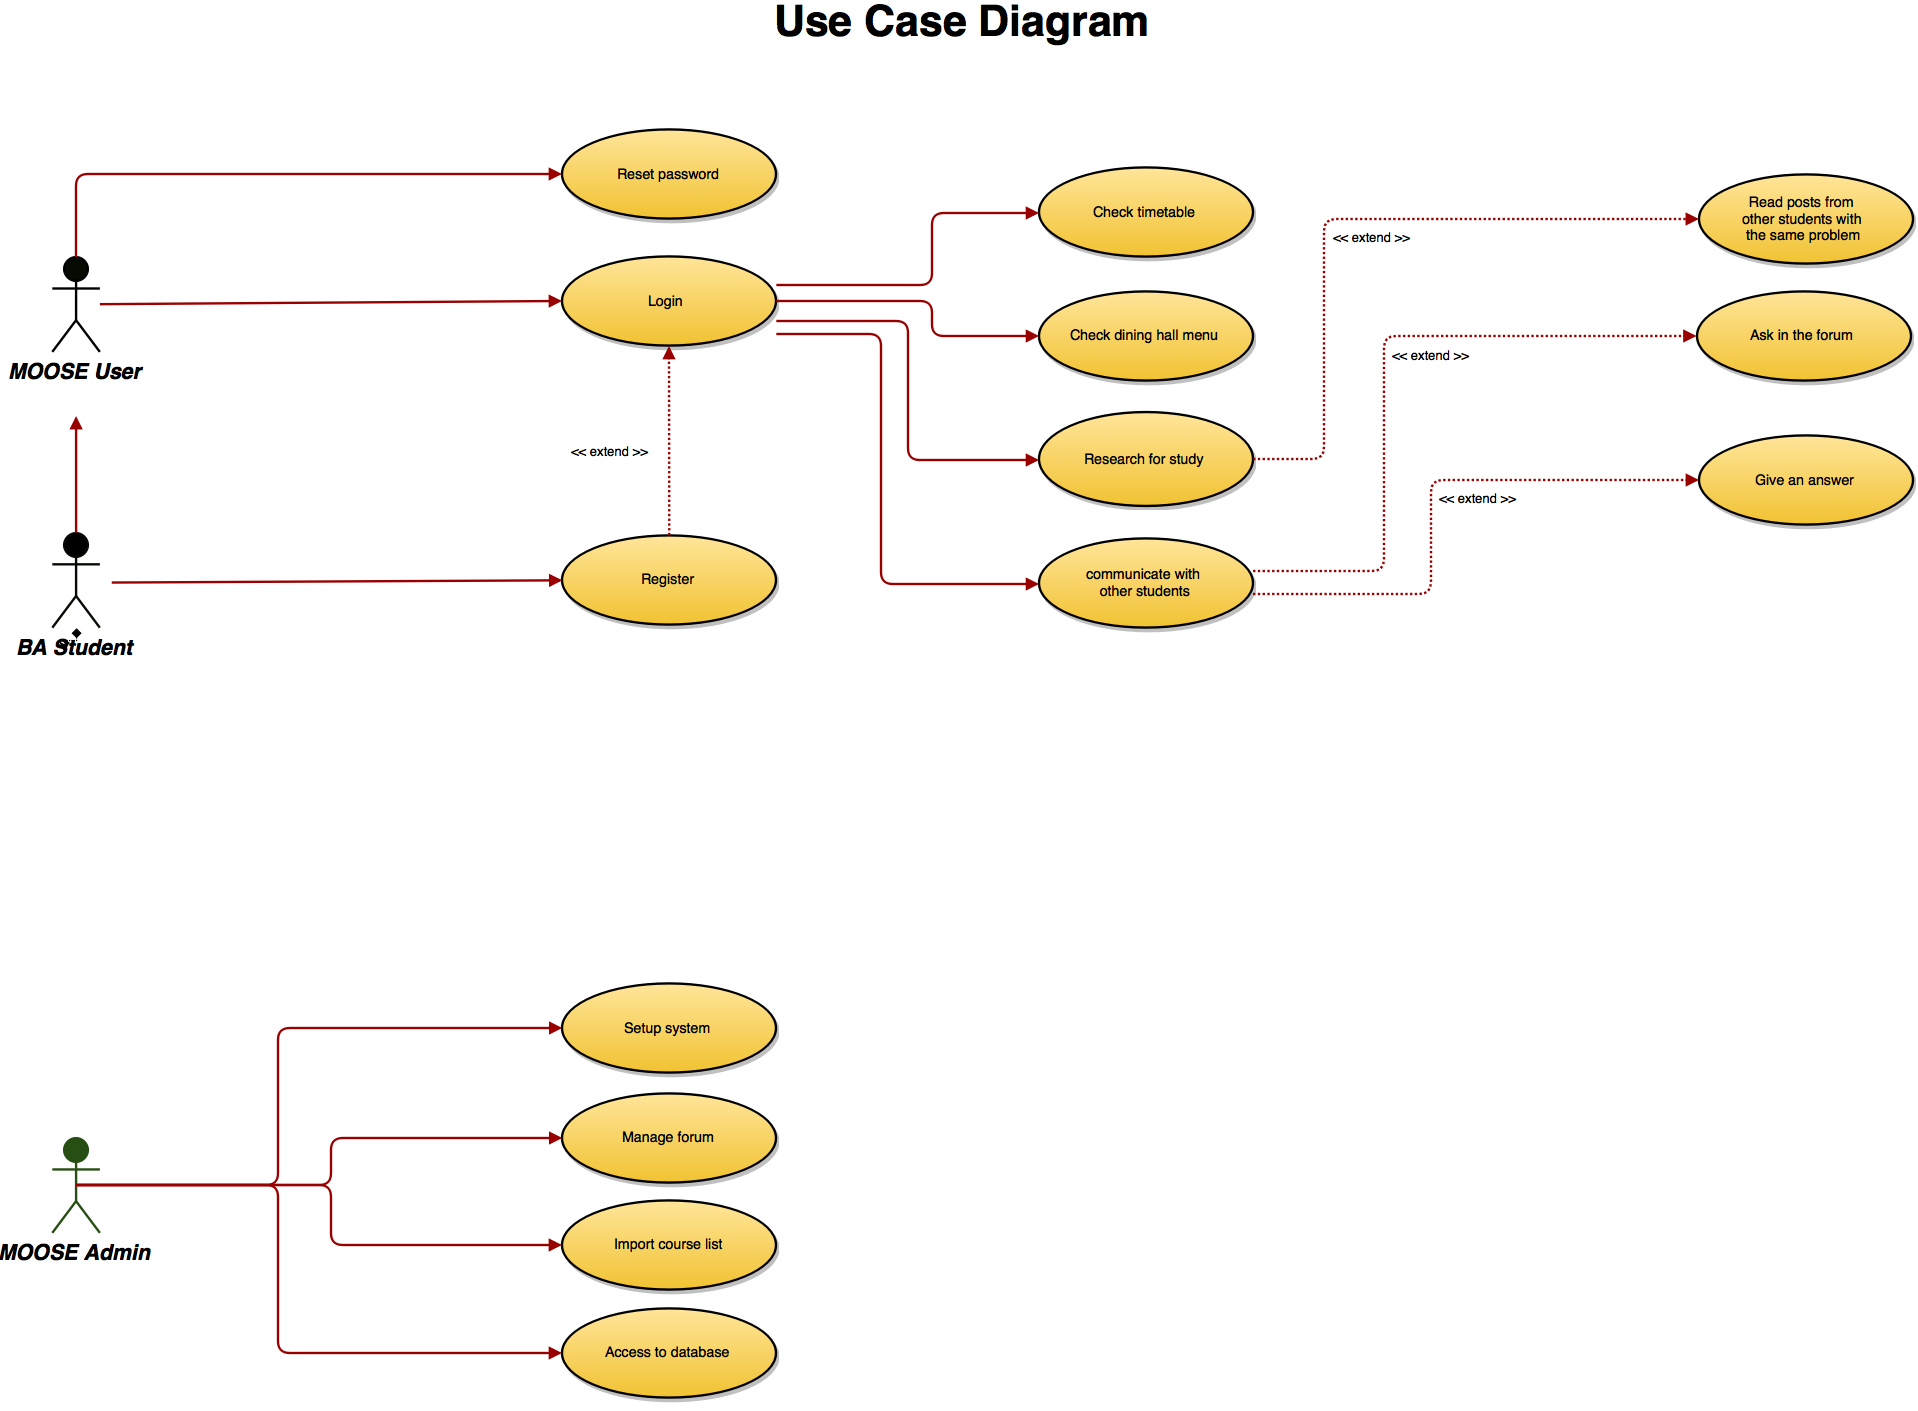 Use Case Diagram
Reset password
Check timetable
Read posts from
other students with
the same problem
<< extend >>
MOOSE User
Login
Check dining hall menu
Ask in the forum
<< extend >>
<< extend >>
Research for study
Give an answer
<< extend >>
BA Student
Register
communicate with
other students
Setup system
Manage forum
MOOSE Admin
Import course list
Access to database